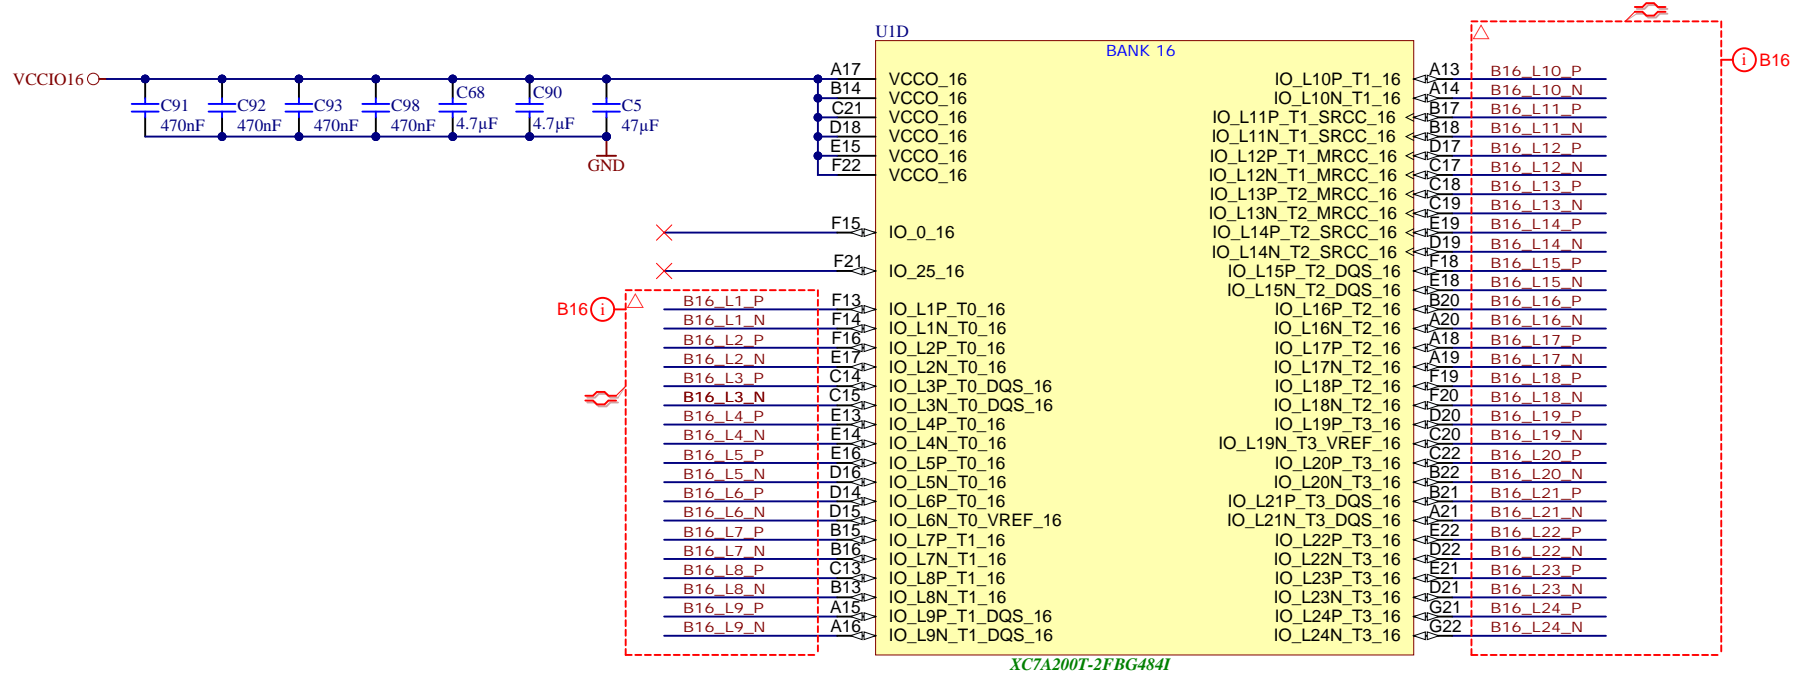 U1D
BANK 16
VCCIO16
C91
470nF
C92
470nF
C93
470nF
C98
470nF
C68
4.7µF
C90
4.7µF
C5
47µF
GND
A17 VCCO_16
B14 VCCO_16
C21 VCCO_16
D18 VCCO_16
E15 VCCO_16
F22 VCCO_16
F15 IO_0_16
F21 IO_25_16
B16 i
B16_L1_P F13 IO_L1P_T0_16
B16_L1_N F14 IO_L1N_T0_16
B16_L2_P F16 IO_L2P_T0_16
B16_L2_N E17 IO_L2N_T0_16
B16_L3_P C14 IO_L3P_T0_DQS_16
B16_L3_N C15 IO_L3N_T0_DQS_16
B16_L4_P E13 IO_L4P_T0_16
B16_L4_N E14 IO_L4N_T0_16
B16_L5_P E16 IO_L5P_T0_16
B16_L5_N D16 IO_L5N_T0_16
B16_L6_P D14 IO_L6P_T0_16
B16_L6_N D15 IO_L6N_T0_VREF_16
B16_L7_P B15 IO_L7P_T1_16
B16_L7_N B16 IO_L7N_T1_16
B16_L8_P C13 IO_L8P_T1_16
B16_L8_N B13 IO_L8N_T1_16
B16_L9_P A15 IO_L9P_T1_DQS_16
B16_L9_N A16 IO_L9N_T1_DQS_16
IO_L10P_T1_16 A13 B16_L10_P
IO_L10N_T1_16 A14 B16_L10_N
IO_L11P_T1_SRCC_16 B17 B16_L11_P
IO_L11N_T1_SRCC_16 B18 B16_L11_N
IO_L12P_T1_MRCC_16 D17 B16_L12_P
IO_L12N_T1_MRCC_16 C17 B16_L12_N
IO_L13P_T2_MRCC_16 C18 B16_L13_P
IO_L13N_T2_MRCC_16 C19 B16_L13_N
IO_L14P_T2_SRCC_16 E19 B16_L14_P
IO_L14N_T2_SRCC_16 D19 B16_L14_N
IO_L15P_T2_DQS_16 F18 B16_L15_P
IO_L15N_T2_DQS_16 E18 B16_L15_N
IO_L16P_T2_16 B20 B16_L16_P
IO_L16N_T2_16 A20 B16_L16_N
IO_L17P_T2_16 A18 B16_L17_P
IO_L17N_T2_16 A19 B16_L17_N
IO_L18P_T2_16 F19 B16_L18_P
IO_L18N_T2_16 F20 B16_L18_N
IO_L19P_T3_16 D20 B16_L19_P
IO_L19N_T3_VREF_16 C20 B16_L19_N
IO_L20P_T3_16 C22 B16_L20_P
IO_L20N_T3_16 B22 B16_L20_N
IO_L21P_T3_DQS_16 B21 B16_L21_P
IO_L21N_T3_DQS_16 A21 B16_L21_N
IO_L22P_T3_16 E22 B16_L22_P
IO_L22N_T3_16 D22 B16_L22_N
IO_L23P_T3_16 E21 B16_L23_P
IO_L23N_T3_16 D21 B16_L23_N
IO_L24P_T3_16 G21 B16_L24_P
IO_L24N_T3_16 G22 B16_L24_N
i B16
XC7A200T-2FBG484I